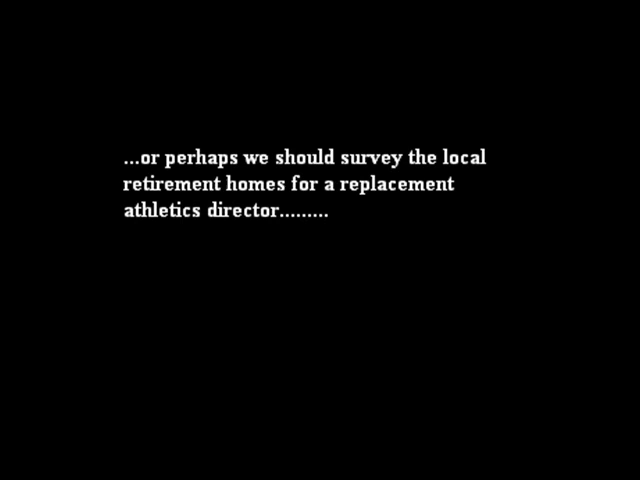 ...or perhaps we should survey the local
retirement homes for a replacement
athletics director.........